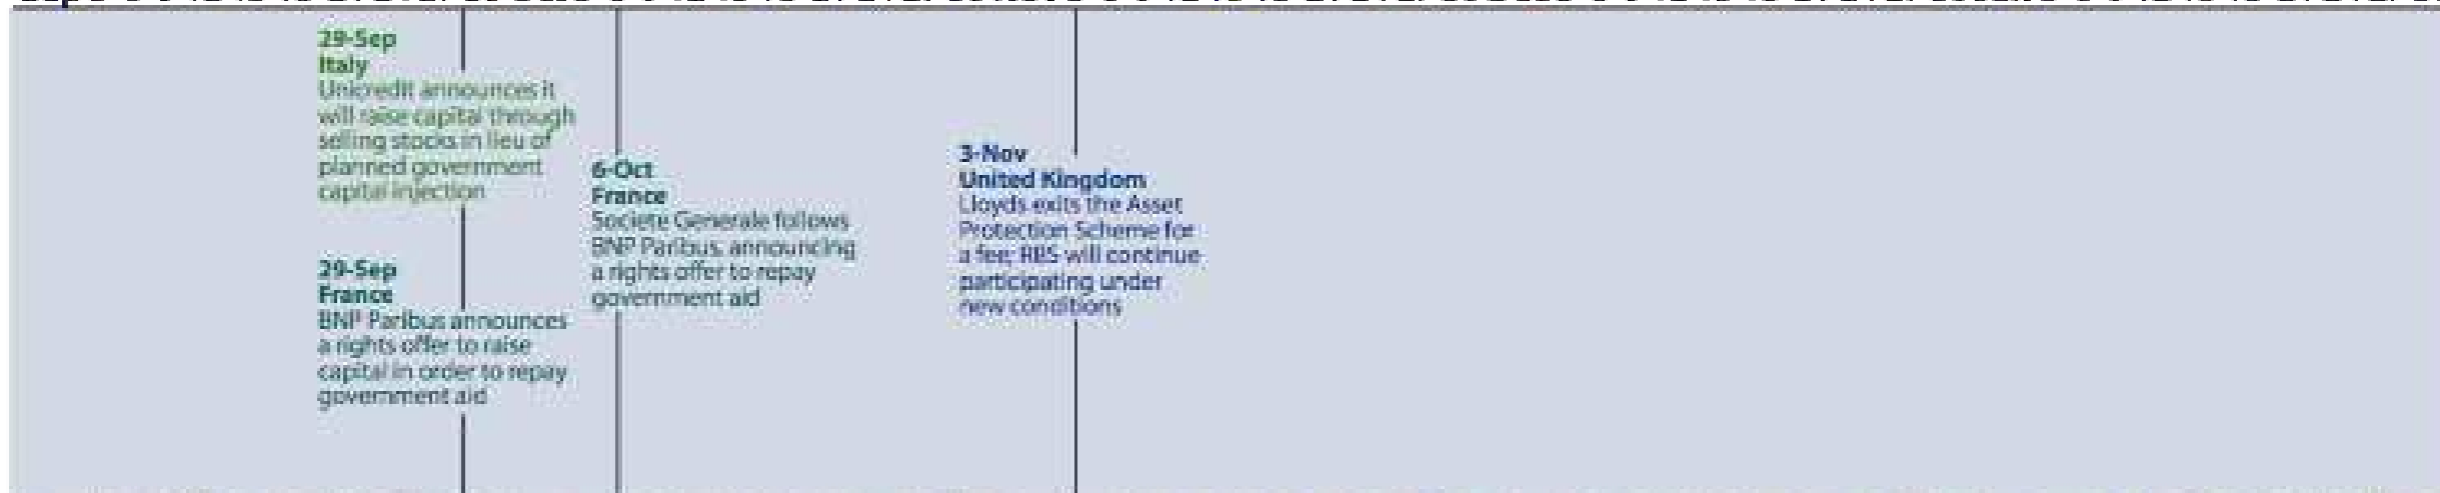 29-Sep
Italy
Unicredit announces it
will raise capital through
selling stocks in lieu of
planned government
capital injection
29-Sep
France
BNP Paribus announces
a rights offer to raise
capital in order to repay
government aid
6-Oct
France
Societe Generale follows
BNP Paribus, announcing
a rights offer to repay
government aid
3-Nov
United Kingdom
Lloyds exits the Asset
Protection Scheme for
a fee; RBS will continue
participating under
new conditions